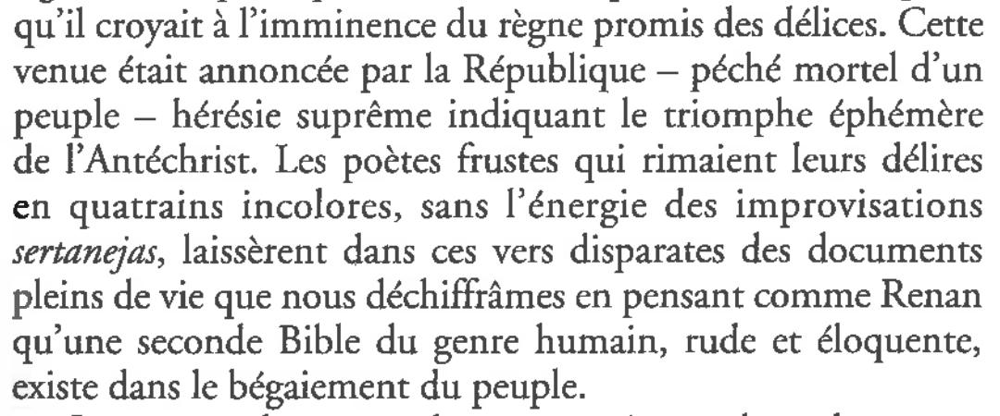 qu'il croyait à l'imminence du règne promis des délices. Cette
venue était annoncée par la République – péché mortel d'un
peuple – hérésie suprême indiquant le triomphe éphémère
de l'Antéchrist. Les poètes frustes qui rimaient leurs délires
en quatrains incolores, sans l'énergie des improvisations
sertanejas, laissèrent dans ces vers disparates des documents
pleins de vie que nous déchiffrâmes en pensant comme Renan
qu'une seconde Bible du genre humain, rude et éloquente,
existe dans le bégaiement du peuple.